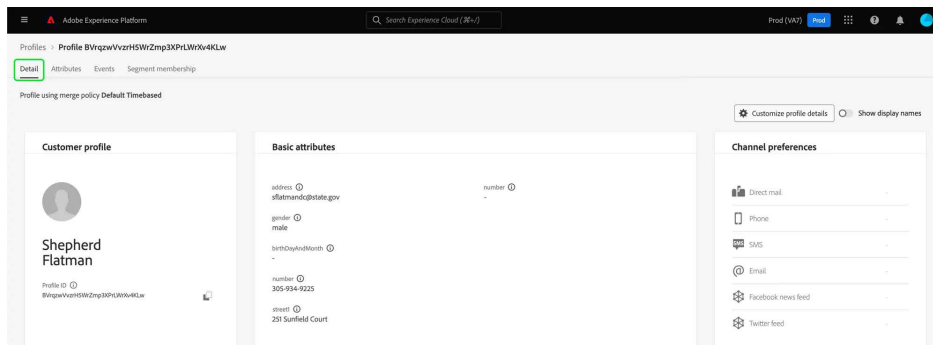 Adobe Experience Platform
Search Experience Cloud (⌘+/)
Prod (VA7) Prod
Profiles > Profile BVrqzwVvzrHSWrZmp3XPrLWrXv4KLw
Detail Attributes Events Segment membership
Profile using merge policy Default Timebased
Customize profile details Show display names
Customer profile
Shepherd
Flatman
Profile ID
BVrqzwVvzrHSWrZmp3XPrLWrXv4KLw
Basic attributes
address
sflatmandc@state.gov
number
-
gender
male
birthDayAndMonth
-
number
305-934-9225
street1
251 Sunfield Court
Channel preferences
Direct mail -
Phone -
SMS SMS -
Email -
Facebook news feed -
Twitter feed -